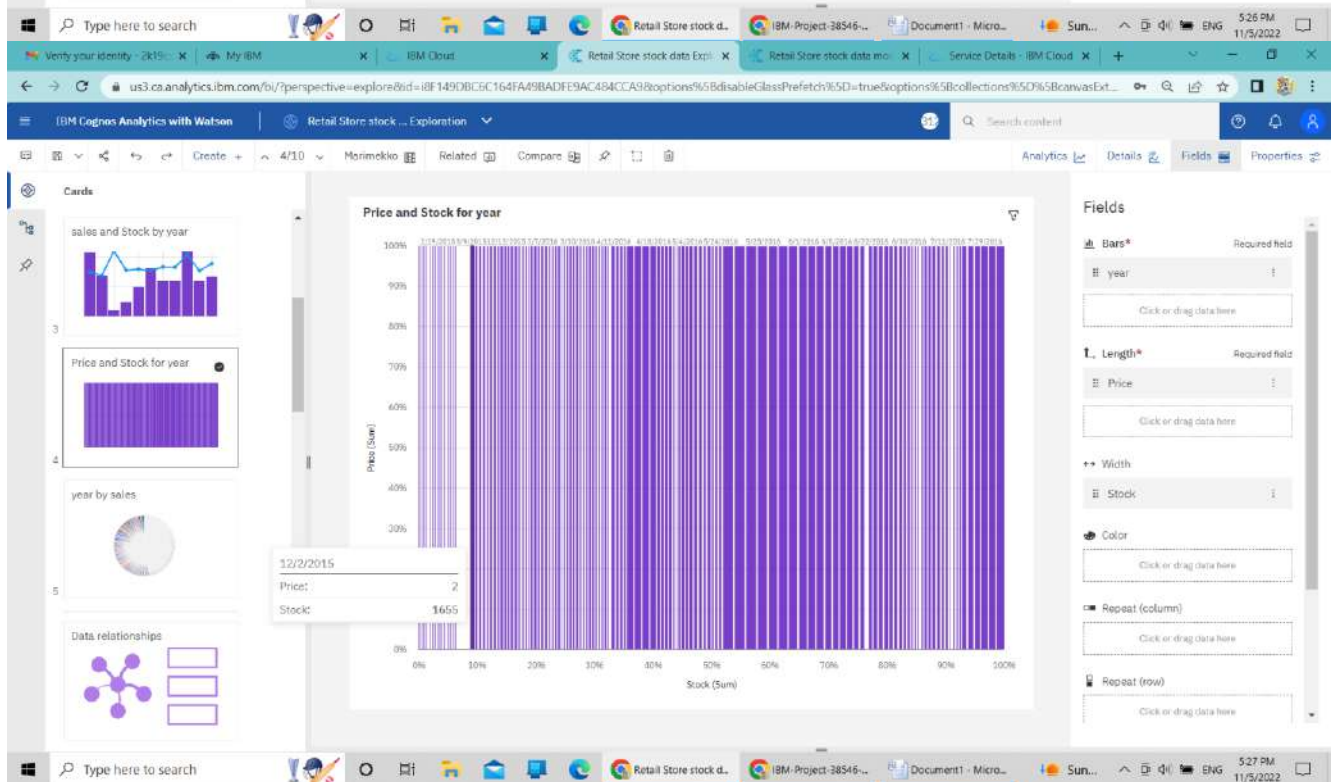 Type here to search
Retail Store stock d...
IBM-Project-38546-...
Document1 - Micro...
Sun...
ENG
5:26 PM
11/5/2022
Verify your identity - 2k19
My IBM
IBM Cloud
Retail Store stock data Expl
Retail Store stock data mo
Service Details - IBM Cloud
IBM Cognos Analytics with Watson
Retail Store stock ... Exploration
Search content
Create +
4/10
Marimekko
Related
Compare
Analytics
Details
Fields
Properties
Cards
sales and Stock by year
3
Price and Stock for year
4
year by sales
5
Data relationships
Price and Stock for year
100%
90%
80%
70%
60%
50%
40%
30%
0%
Price (Sum)
0% 10% 20% 30% 40% 50% 60% 70% 80% 90% 100%
Stock (Sum)
12/2/2015
Price: 2
Stock: 1655
Fields
Bars* Required field
year
Click or drag data here
Length* Required field
Price
Click or drag data here
Width
Stock
Color
Click or drag data here
Repeat (column)
Click or drag data here
Repeat (row)
Click or drag data here
Type here to search
Retail Store stock d...
IBM-Project-38546-...
Document1 - Micro...
Sun...
ENG
5:27 PM
11/5/2022